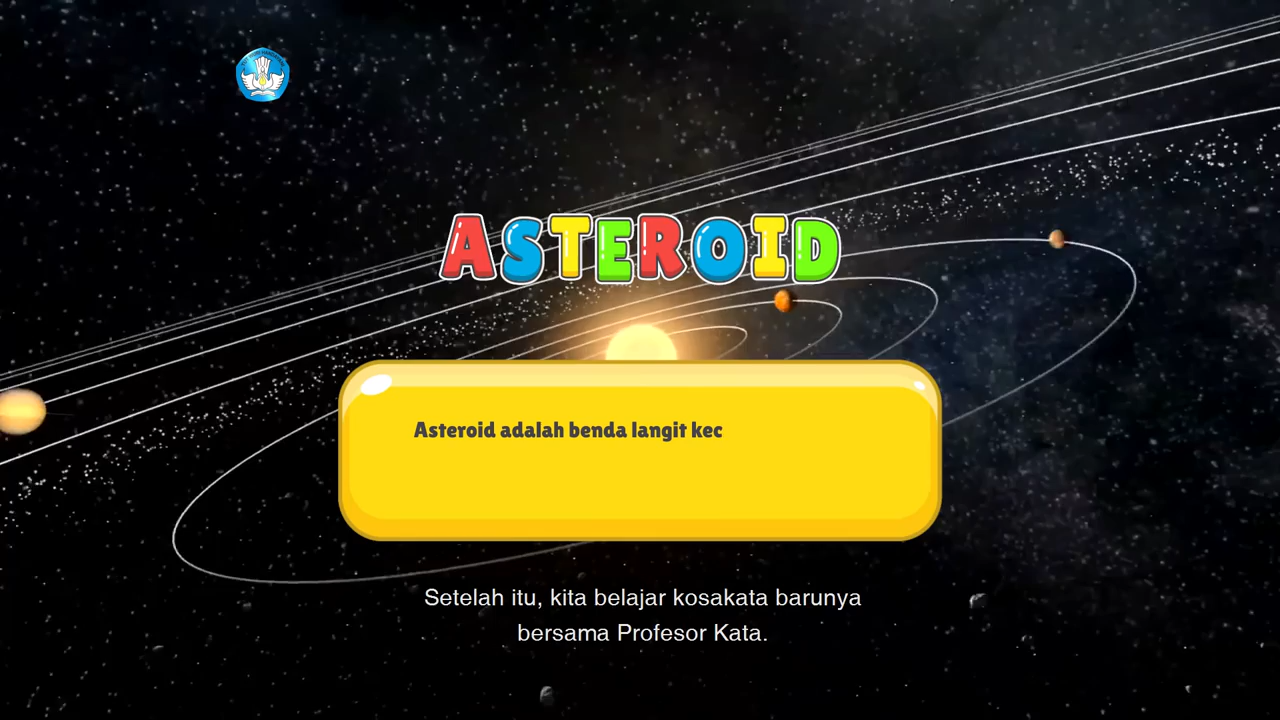 ASTEROID
Asteroid adalah benda langit kec
Setelah itu, kita belajar kosakata barunya
bersama Profesor Kata.